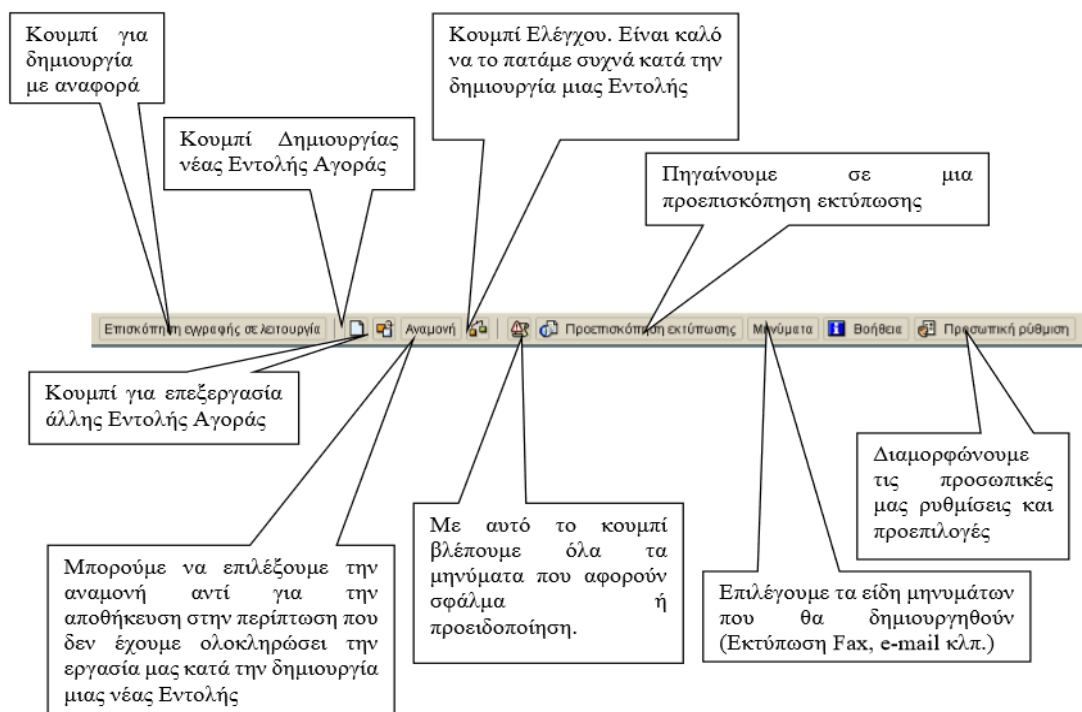 Κουμπί για
δημιουργία
με αναφορά
Κουμπί Ελέγχου. Είναι καλό
να το πατάμε συχνά κατά την
δημιουργία μιας Εντολής
Κουμπί Δημιουργίας
νέας Εντολής Αγοράς
Πηγαίνουμε σε μια
προεπισκόπηση εκτύπωσης
Επισκόπηση εγγραφής σε λειτουργία Αναμονή Προεπισκόπηση εκτύπωσης Μηνύματα Βοήθεια Προσωπική ρύθμιση
Κουμπί για επεξεργασία
άλλης Εντολής Αγοράς
Διαμορφώνουμε
τις προσωπικές
μας ρυθμίσεις και
προεπιλογές
Με αυτό το κουμπί
βλέπουμε όλα τα
μηνύματα που αφορούν
σφάλμα ή
προειδοποίηση.
Μπορούμε να επιλέξουμε την
αναμονή αντί για την
αποθήκευση στην περίπτωση που
δεν έχουμε ολοκληρώσει την
εργασία μας κατά την δημιουργία
μιας νέας Εντολής
Επιλέγουμε τα είδη μηνυμάτων
που θα δημιουργηθούν
(Εκτύπωση Fax, e-mail κλπ.)